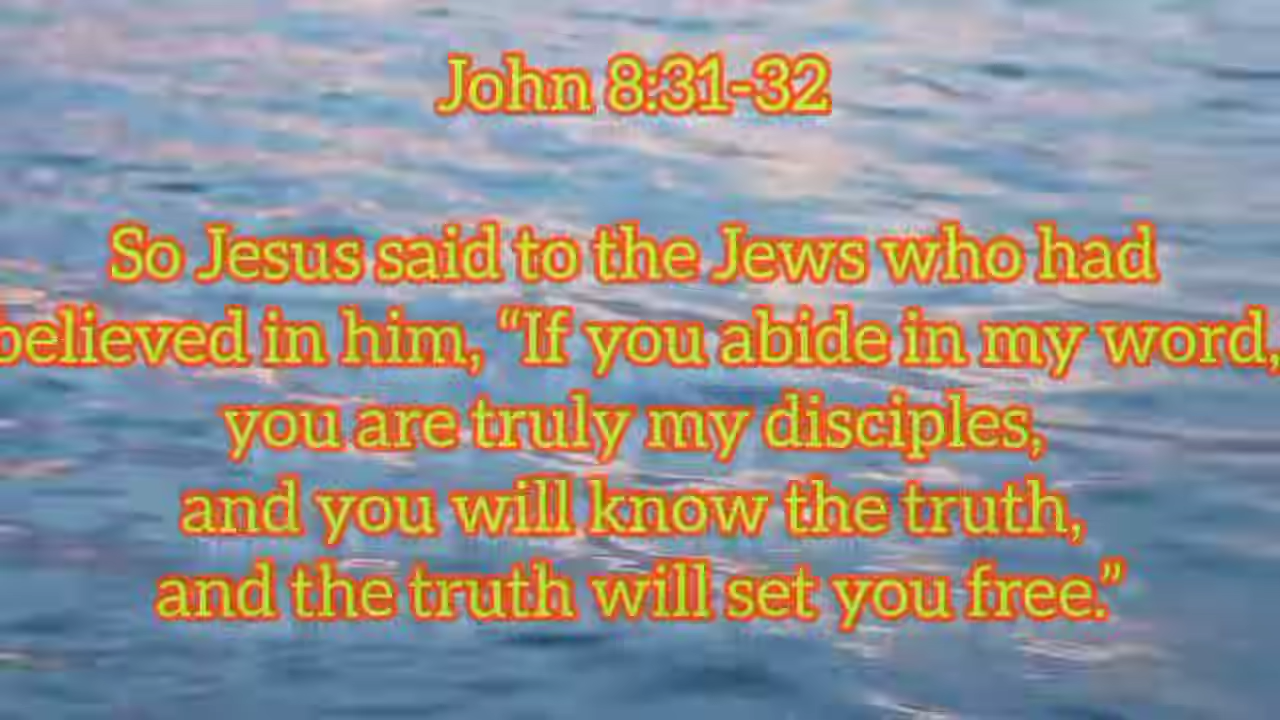 John 8:31-32
So Jesus said to the Jews who had
believed in him, “If you abide in my word,
you are truly my disciples,
and you will know the truth,
and the truth will set you free.”